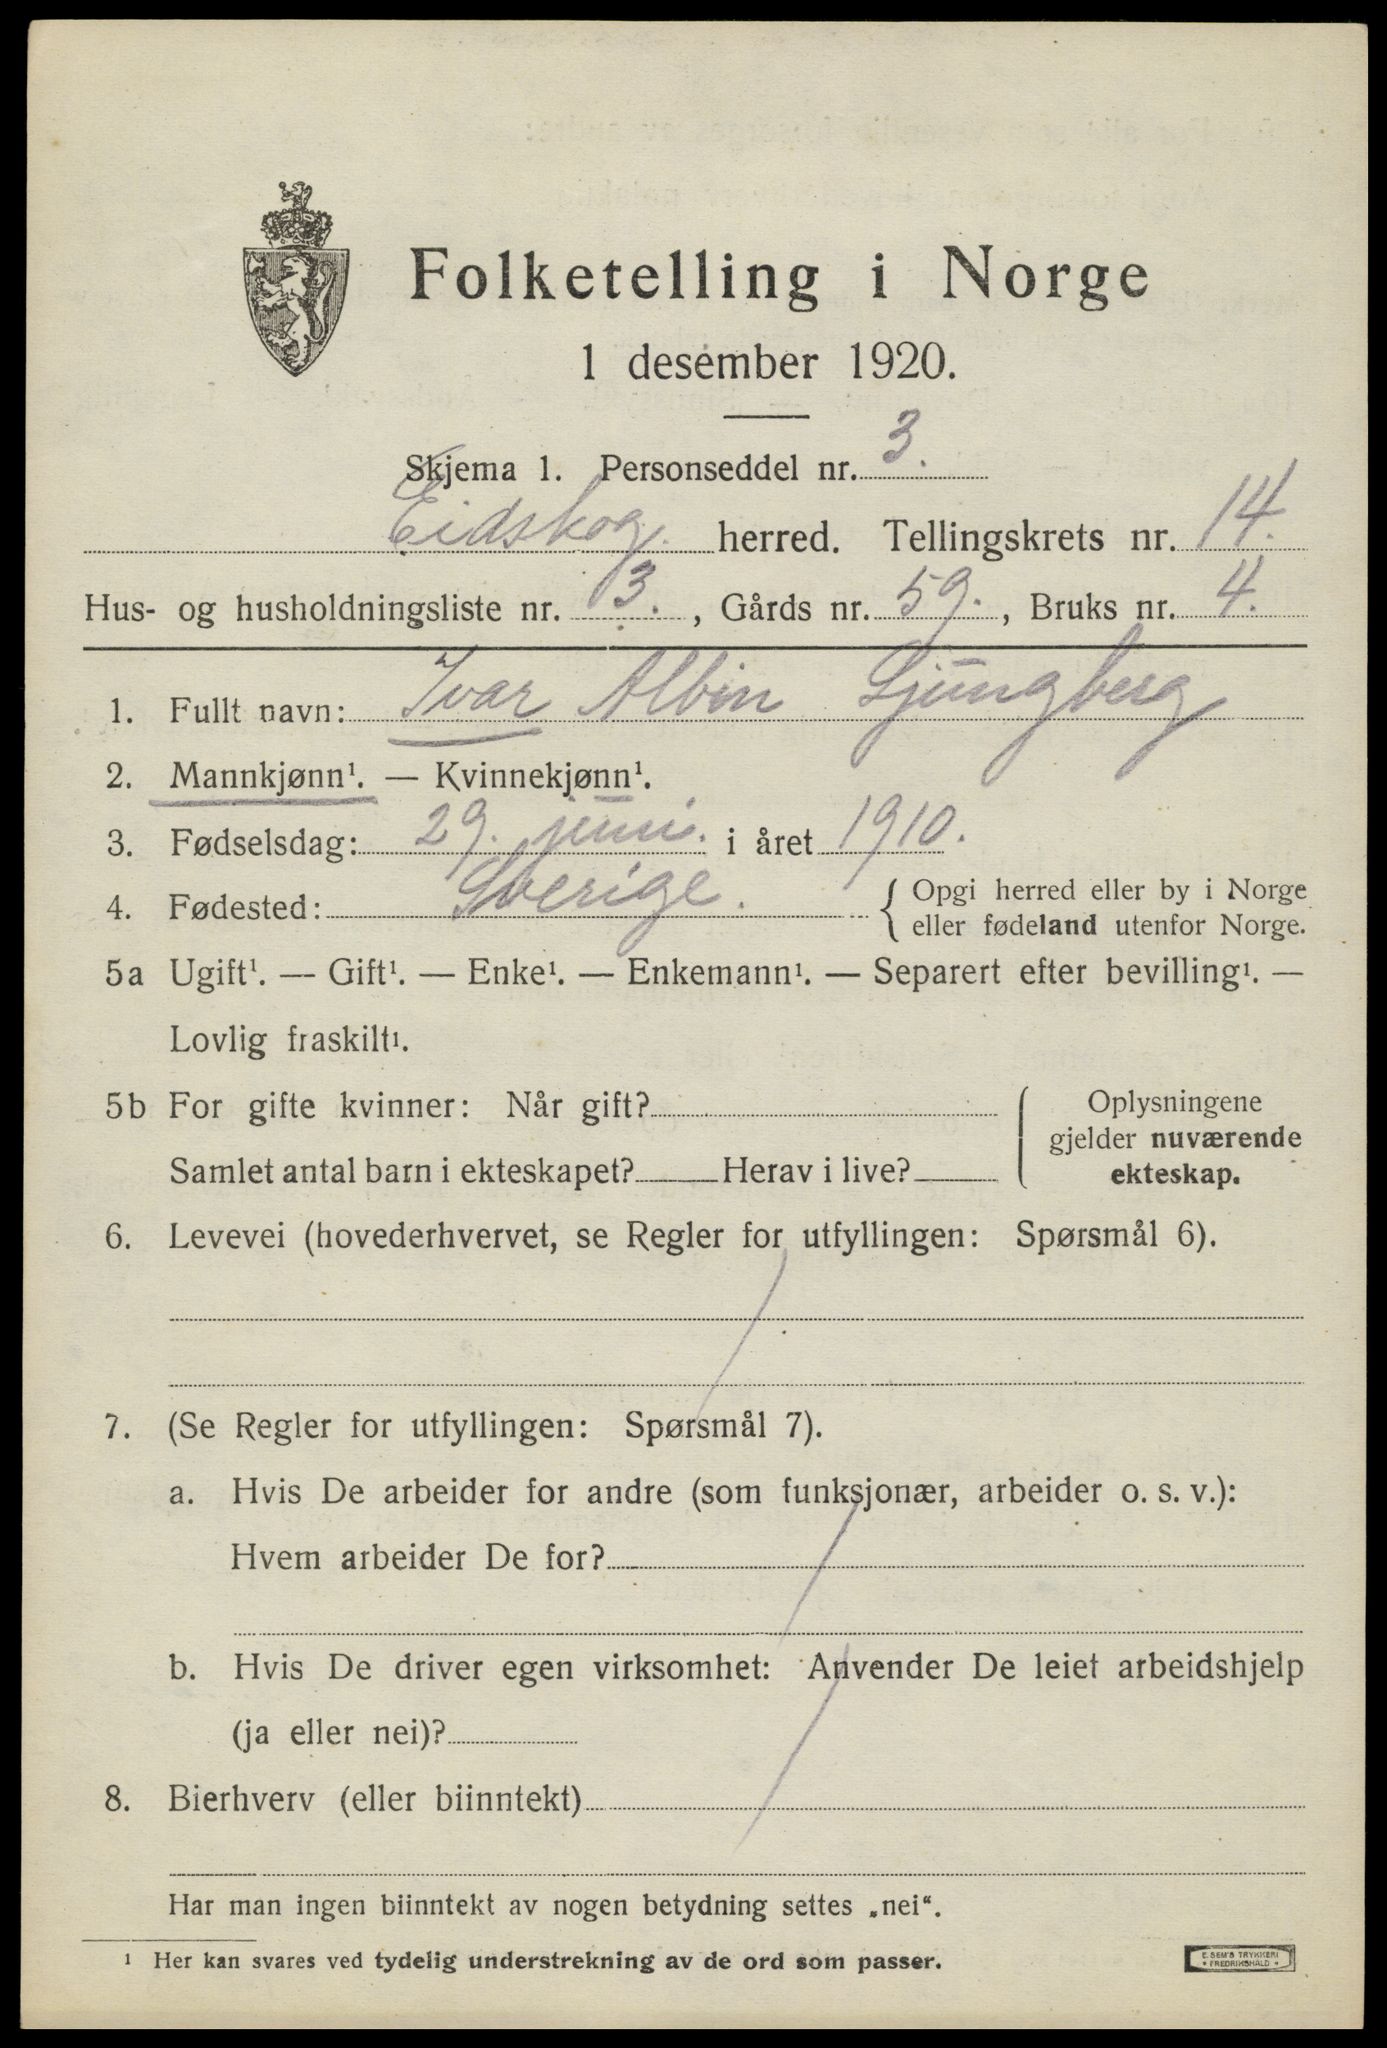 Folketelling i Norge
1 desember 1920.
Skjema 1. Personseddel nr. 3.
Eidskog. herred. Tellingskrets nr. 14.
Hus- og husholdningsliste nr. 3. , Gårds nr. 59. , Bruks nr. 4.
1. Fullt navn: Ivar Albin Ljungberg
2. Mannkjønn¹. — Kvinnekjønn¹.
3. Fødselsdag: 29. juni. i året 1910.
4. Fødested: Sverige. { Opgi herred eller by i Norge
eller fødeland utenfor Norge.
5a Ugift¹. — Gift¹. — Enke¹. — Enkemann¹. — Separert efter bevilling¹. —
Lovlig fraskilt¹.
5b For gifte kvinner: Når gift?
Samlet antal barn i ekteskapet? Herav i live?
Oplysningene
gjelder nuværende
ekteskap.
6. Levevei (hovederhvervet, se Regler for utfyllingen: Spørsmål 6).
7. (Se Regler for utfyllingen: Spørsmål 7).
a. Hvis De arbeider for andre (som funksjonær, arbeider o. s. v.):
Hvem arbeider De for?
b. Hvis De driver egen virksomhet: Anvender De leiet arbeidshjelp
(ja eller nei)?
8. Bierhverv (eller biinntekt)
Har man ingen biinntekt av nogen betydning settes „nei“.
¹ Her kan svares ved tydelig understrekning av de ord som passer.
E. SEM'S TRYKKERI
• FREDRIKSHALD •